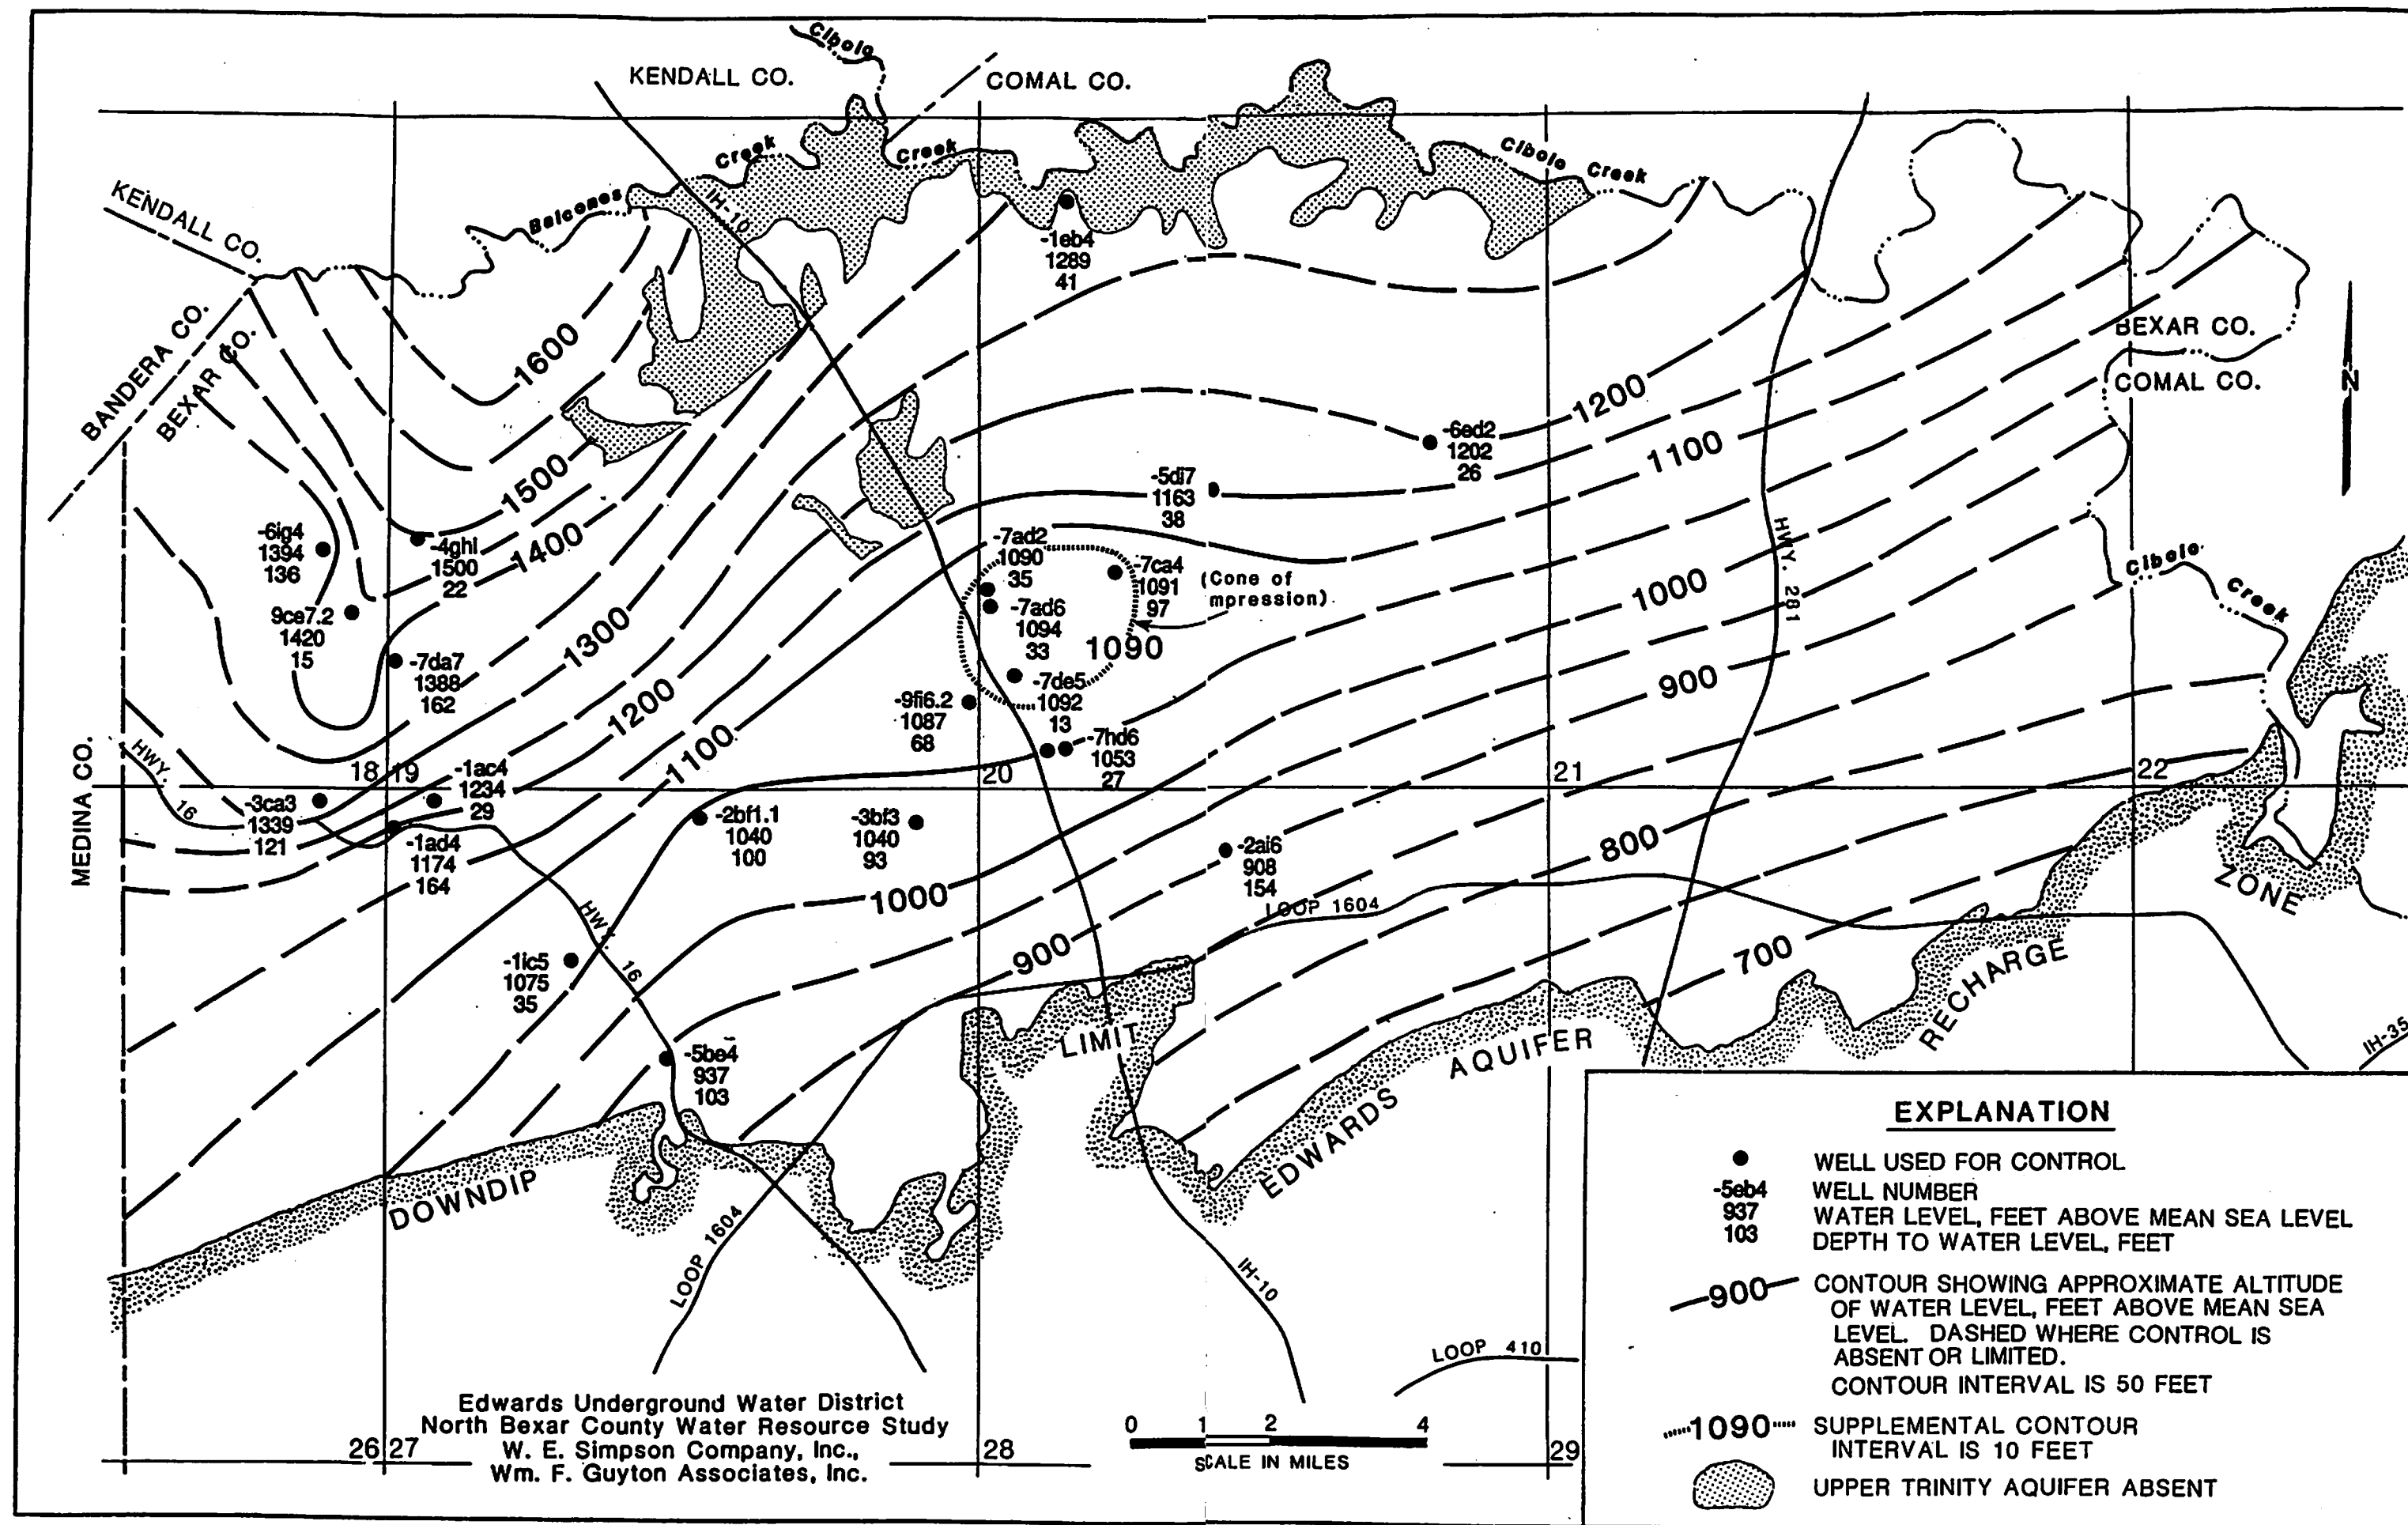 Cibolo
KENDALL CO.
COMAL CO.
Creek
Creek
Cibolo Creek
KENDALL CO.
Balcones
IH-10
-1eb4
1289
41
BANDERA CO.
BEXAR CO.
1600
BEXAR CO.
COMAL CO.
N
1200
1100
-6ed2
1202
26
1500
1400
-5di7
1163
38
HWY. 281
-6ig4
1394
136
-4ghi
1500
22
-7ad2
1090
35
-7ca4
1091
97
(Cone of
mpression)
Cibolo
Creek
1000
9ce7.2
1420
15
-7ad6
1094
33
1300
1090
-7da7
1388
162
-7de5
1092
13
900
1200
-9fi6.2
1087
68
1100
-7hd6
1053
27
MEDINA CO.
HWY. 16
18 19
20
21
22
-1ac4
1234
29
-3ca3
1339
121
-2bf1.1
1040
100
-3bf3
1040
93
-1ad4
1174
164
-2ai6
908
154
800
1000
LOOP 1604
ZONE
HWY. 16
900
700
-1ic5
1075
35
RECHARGE
LIMIT
AQUIFER
IH-35
-5be4
937
103
EDWARDS
DOWNDIP
LOOP 1604
IH-10
LOOP 410
EXPLANATION
WELL USED FOR CONTROL
-5eb4 WELL NUMBER
937 WATER LEVEL, FEET ABOVE MEAN SEA LEVEL
103 DEPTH TO WATER LEVEL, FEET
900 CONTOUR SHOWING APPROXIMATE ALTITUDE
OF WATER LEVEL, FEET ABOVE MEAN SEA
LEVEL. DASHED WHERE CONTROL IS
ABSENT OR LIMITED.
CONTOUR INTERVAL IS 50 FEET
1090 SUPPLEMENTAL CONTOUR
INTERVAL IS 10 FEET
UPPER TRINITY AQUIFER ABSENT
Edwards Underground Water District
North Bexar County Water Resource Study
W. E. Simpson Company, Inc.,
Wm. F. Guyton Associates, Inc.
0 1 2 4
SCALE IN MILES
26 27
28
29